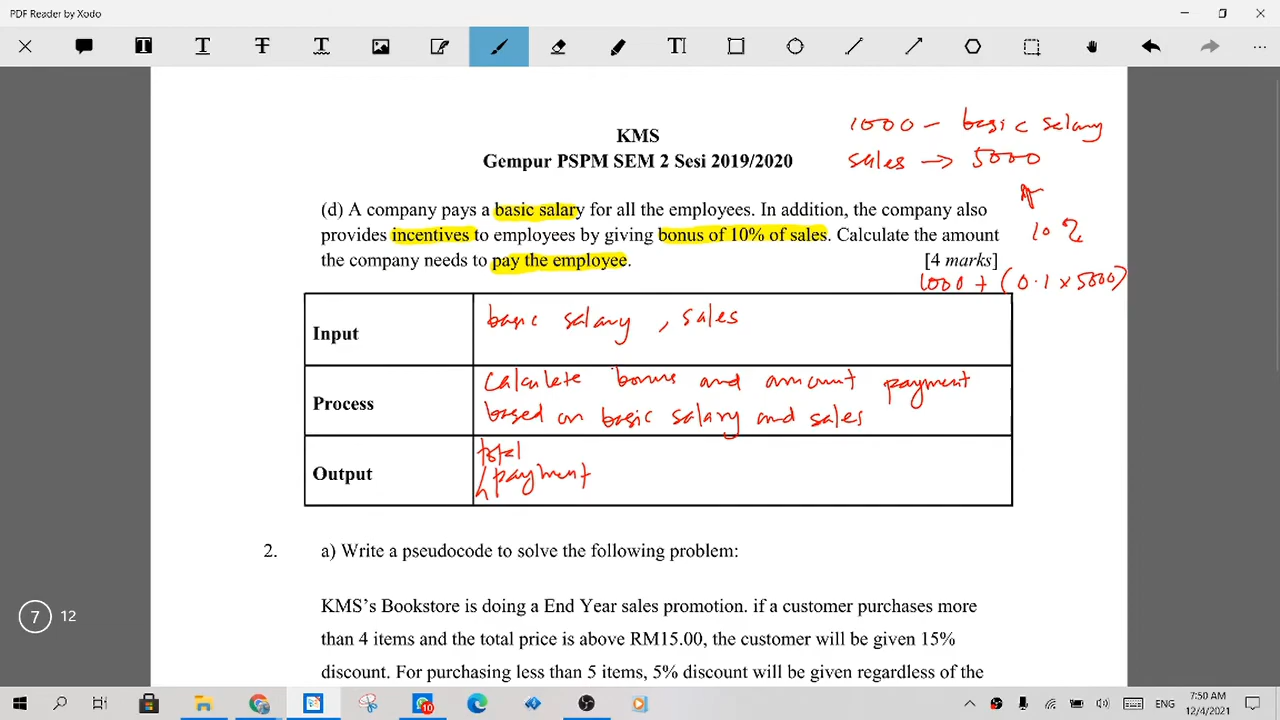 PDF Reader by Xodo
KMS
Gempur PSPM SEM 2 Sesi 2019/2020
1000 - basic salary
sales → 5000
10%
(d) A company pays a basic salary for all the employees. In addition, the company also
provides incentives to employees by giving bonus of 10% of sales. Calculate the amount
the company needs to pay the employee. [4 marks]
1000 + (0.1 x 5000)
Input
basic salary, sales
Process
Calculate bonus and amount payment
based on basic salary and sales
Output
total
payment
2. a) Write a pseudocode to solve the following problem:
KMS's Bookstore is doing a End Year sales promotion. if a customer purchases more
than 4 items and the total price is above RM15.00, the customer will be given 15%
discount. For purchasing less than 5 items, 5% discount will be given regardless of the
7 12
10
ENG
7:50 AM
12/4/2021